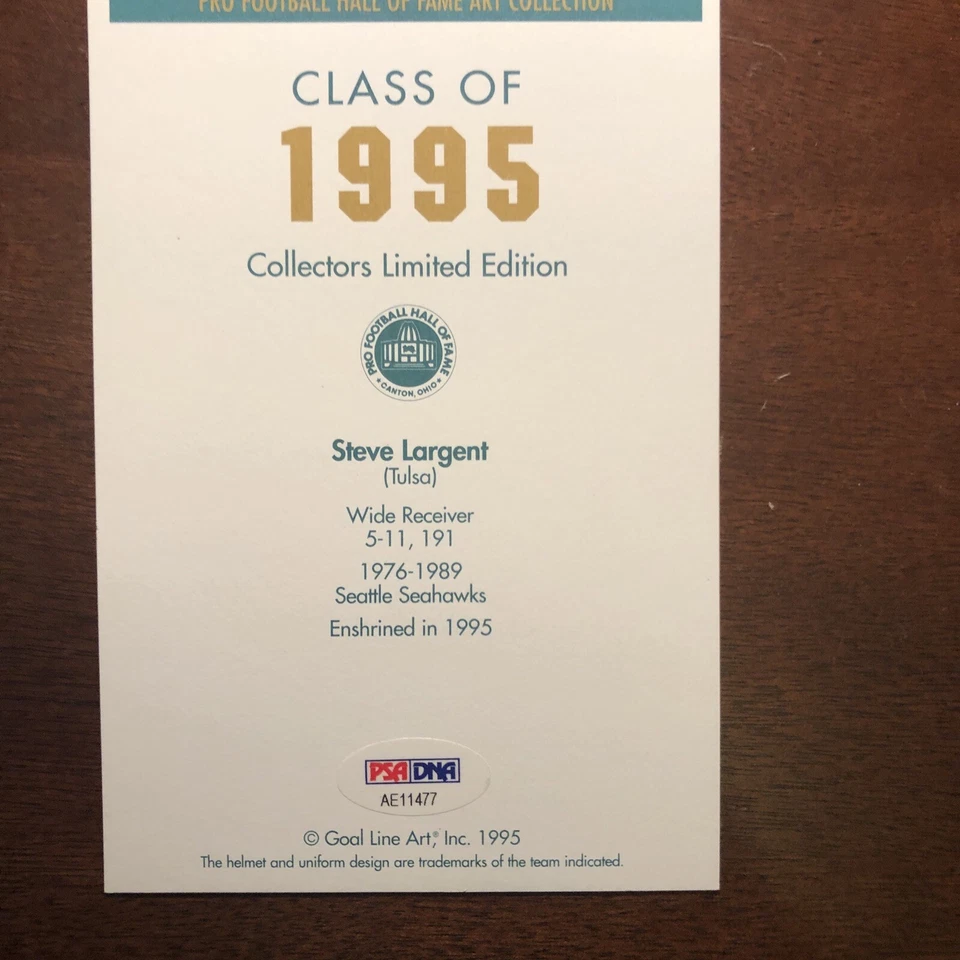 PRO FOOTBALL HALL OF FAME ART COLLECTION
CLASS OF
1995
Collectors Limited Edition
PRO FOOTBALL HALL OF FAME
★ CANTON, OHIO ★
Steve Largent
(Tulsa)
Wide Receiver
5-11, 191
1976-1989
Seattle Seahawks
Enshrined in 1995
PSA DNA
AE11477
© Goal Line Art,® Inc. 1995
The helmet and uniform design are trademarks of the team indicated.